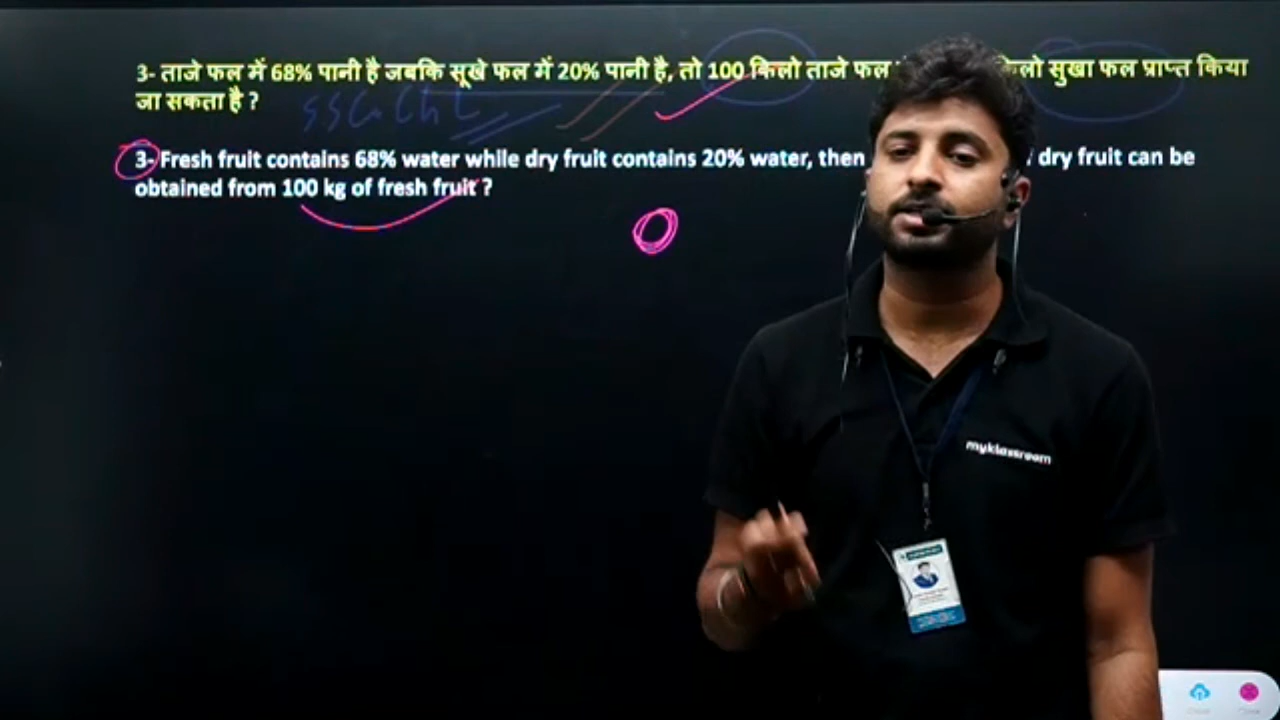 3- ताजे फल में 68% पानी है जबकि सूखे फल में 20% पानी है, तो 100 किलो ताजे फल किलो सुखा फल प्राप्त किया
जा सकता है ?
3- Fresh fruit contains 68% water while dry fruit contains 20% water, then dry fruit can be
obtained from 100 kg of fresh fruit ?
myklassroom